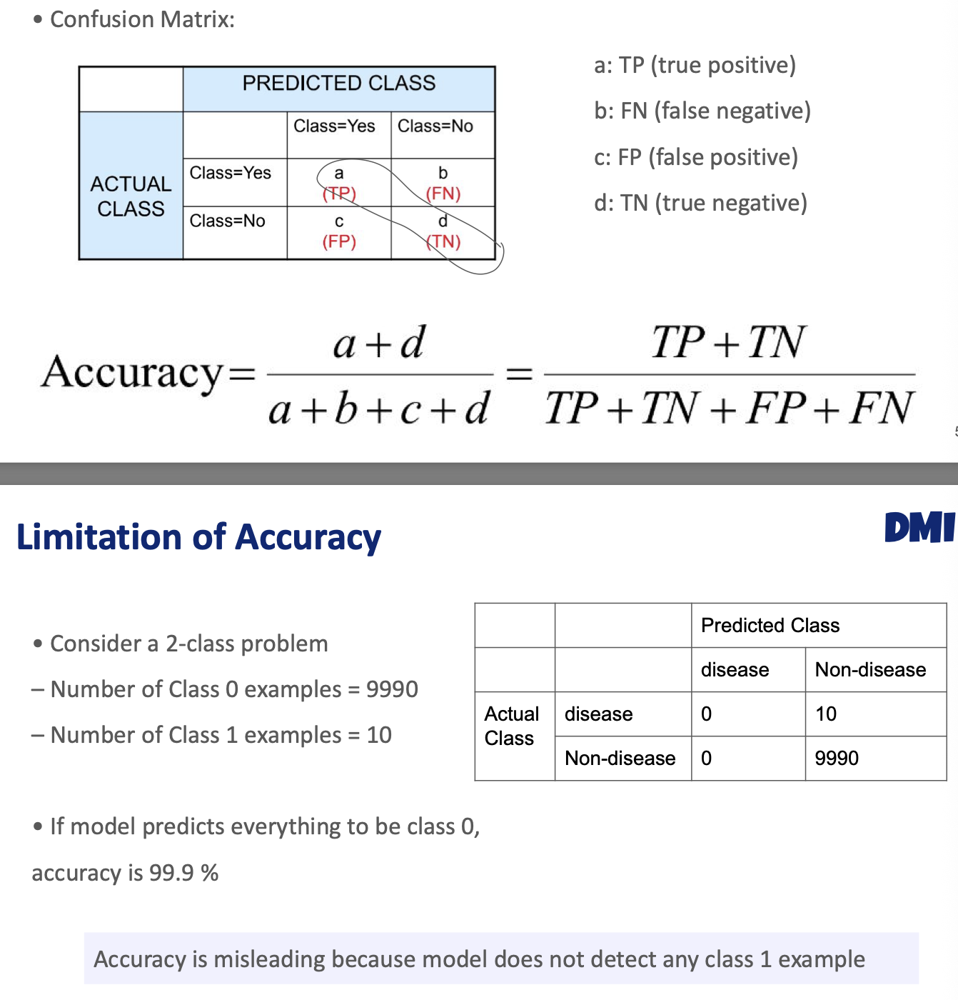 • Confusion Matrix:
PREDICTED CLASS
Class=Yes Class=No
ACTUAL CLASS
Class=Yes a (TP) b (FN)
Class=No c (FP) d (TN)
a: TP (true positive)
b: FN (false negative)
c: FP (false positive)
d: TN (true negative)
Accuracy = a + d / a + b + c + d = TP + TN / TP + TN + FP + FN
Limitation of Accuracy
DMI
• Consider a 2-class problem
– Number of Class 0 examples = 9990
– Number of Class 1 examples = 10
Predicted Class
disease Non-disease
Actual Class
disease 0 10
Non-disease 0 9990
• If model predicts everything to be class 0,
accuracy is 99.9 %
Accuracy is misleading because model does not detect any class 1 example